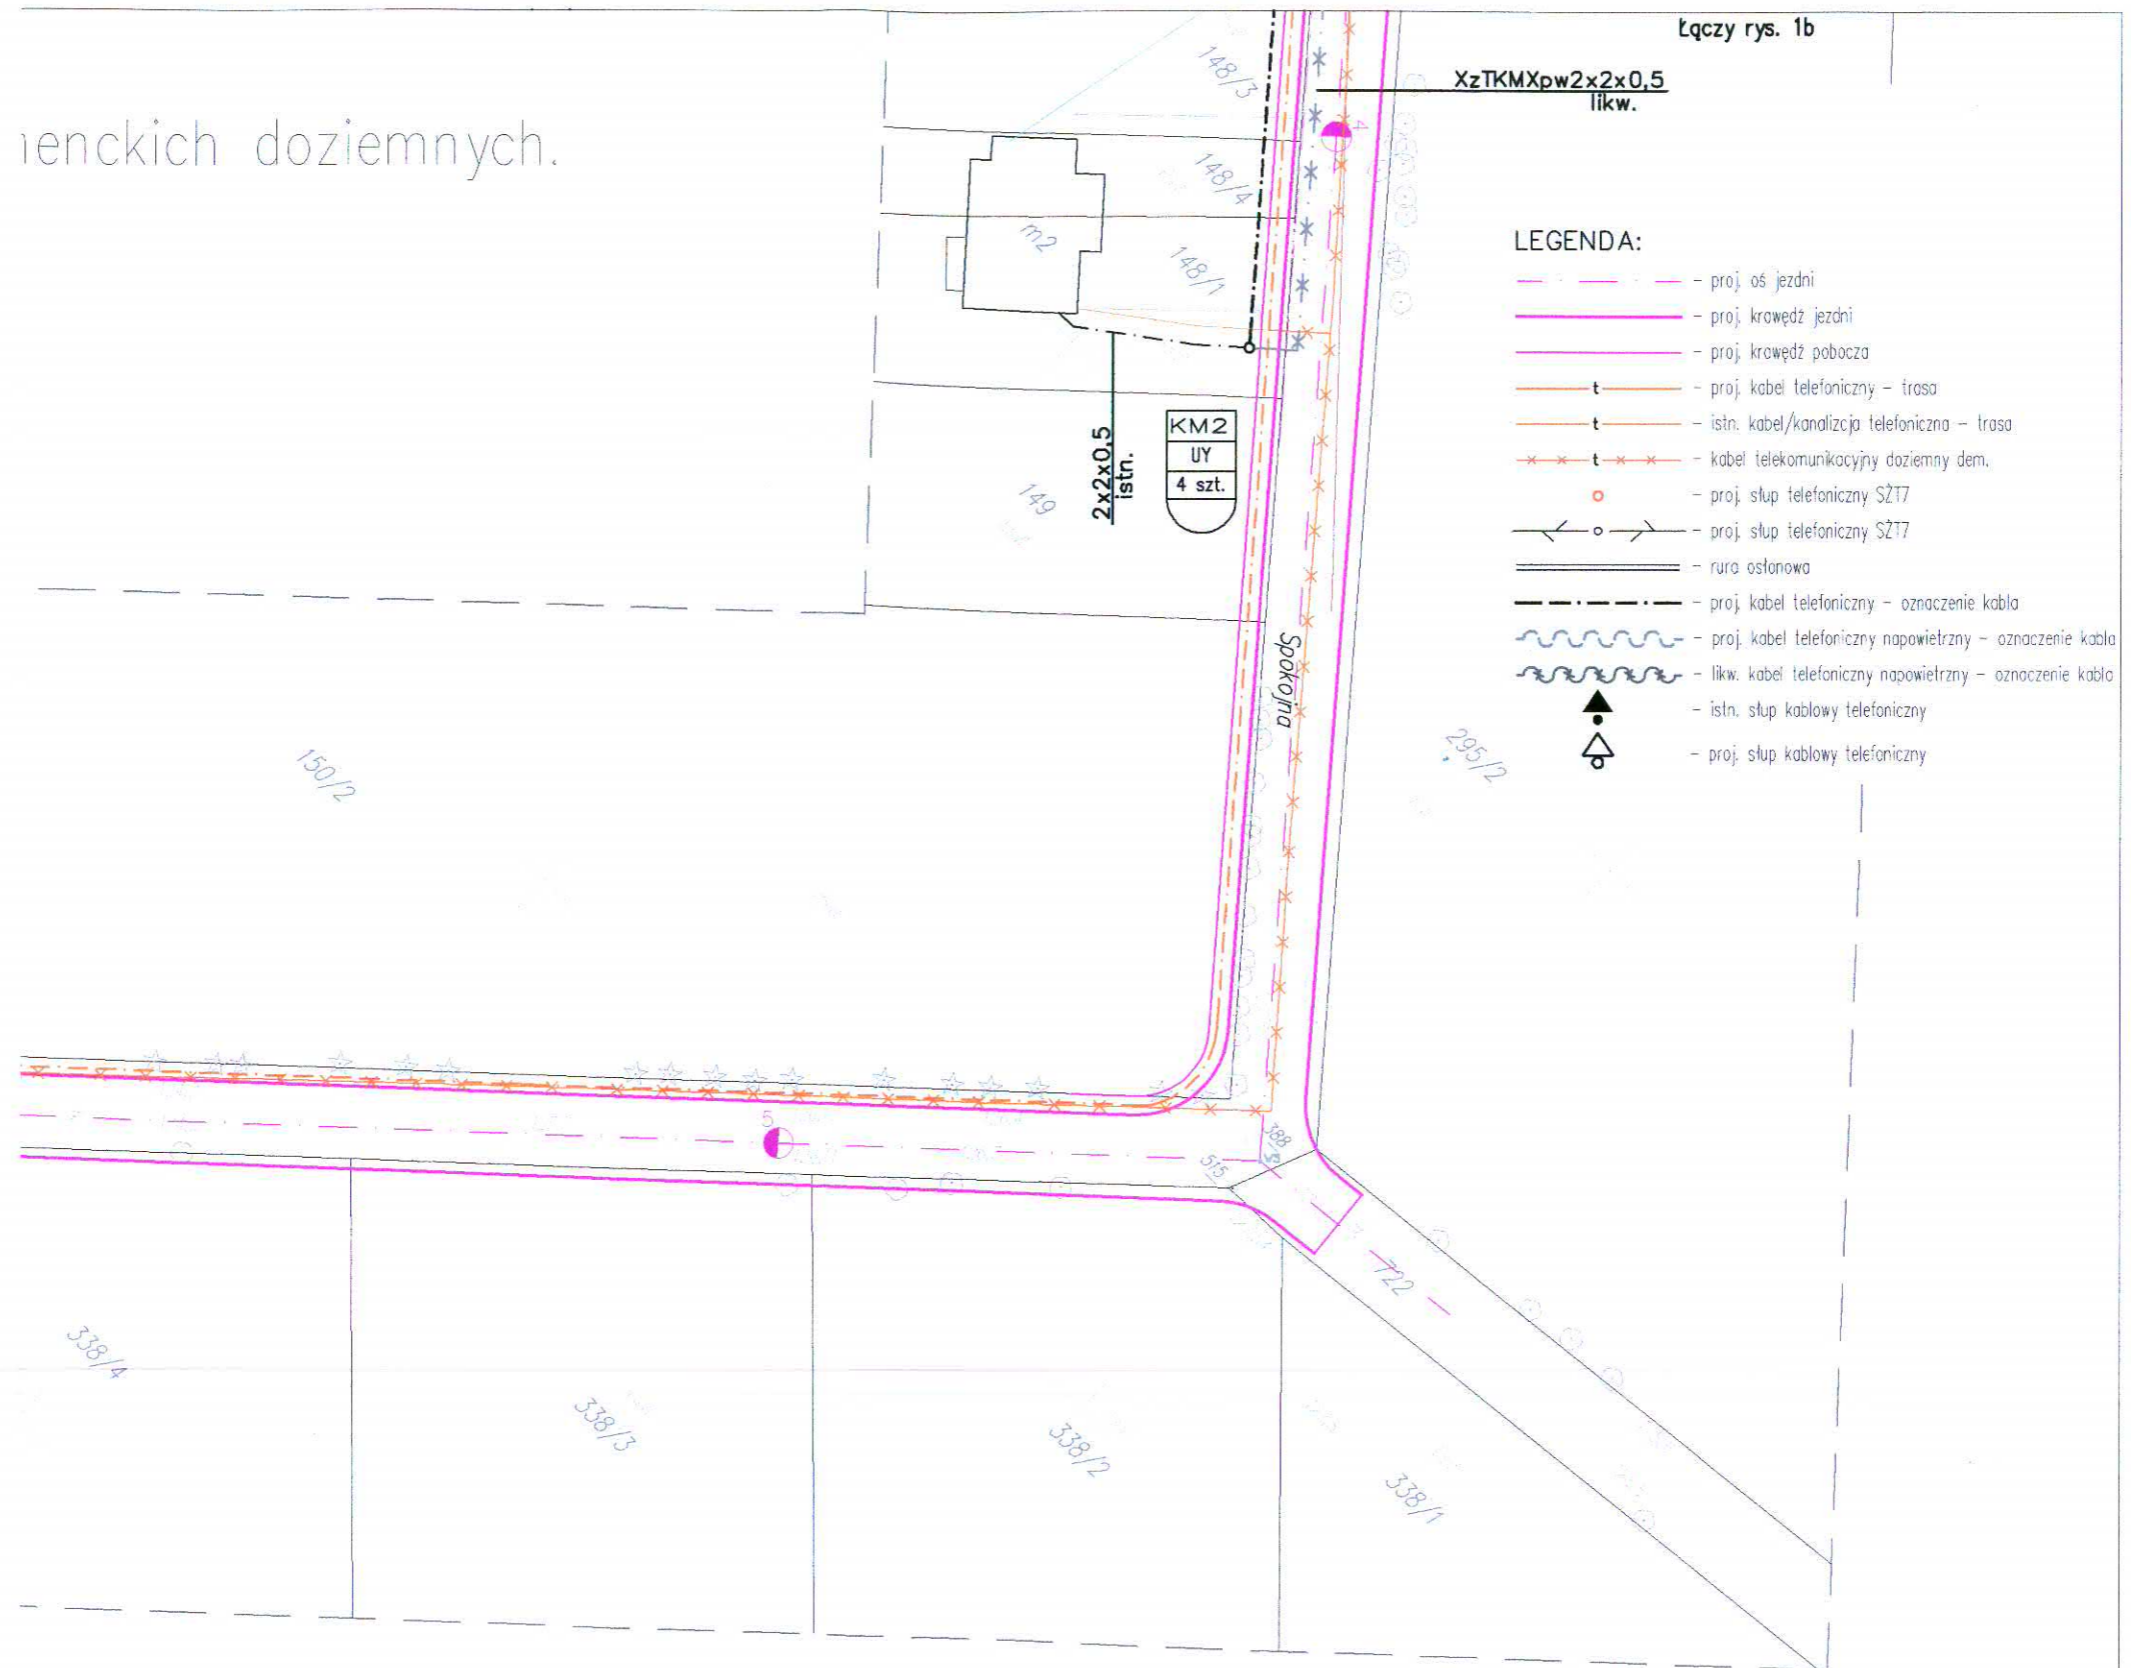 Łączy rys. 1b
XzTKMXpw2x2x0,5
likw.
ienckich doziemnych.
148/3
4
148/4
m2
148/1
LEGENDA:
- proj. oś jezdni
- proj. krawędź jezdni
- proj. krawędź pobocza
t - proj. kabel telefoniczny - trasa
t - istn. kabel/kanalizcja telefoniczna - trasa
t - kabel telekomunikacyjny doziemny dem.
- proj. słup telefoniczny SŻT7
- proj. słup telefoniczny SŻT7
- rura osłonowa
- proj. kabel telefoniczny - oznaczenie kabla
- proj. kabel telefoniczny napowietrzny - oznaczenie kabla
- likw. kabel telefoniczny napowietrzny - oznaczenie kabla
- istn. słup kablowy telefoniczny
- proj. słup kablowy telefoniczny
KM2
UY
4 szt.
2x2x0,5
istn.
149
Spokojna
150/2
295/2
5
388
515
722
338/4
338/3
338/2
338/1